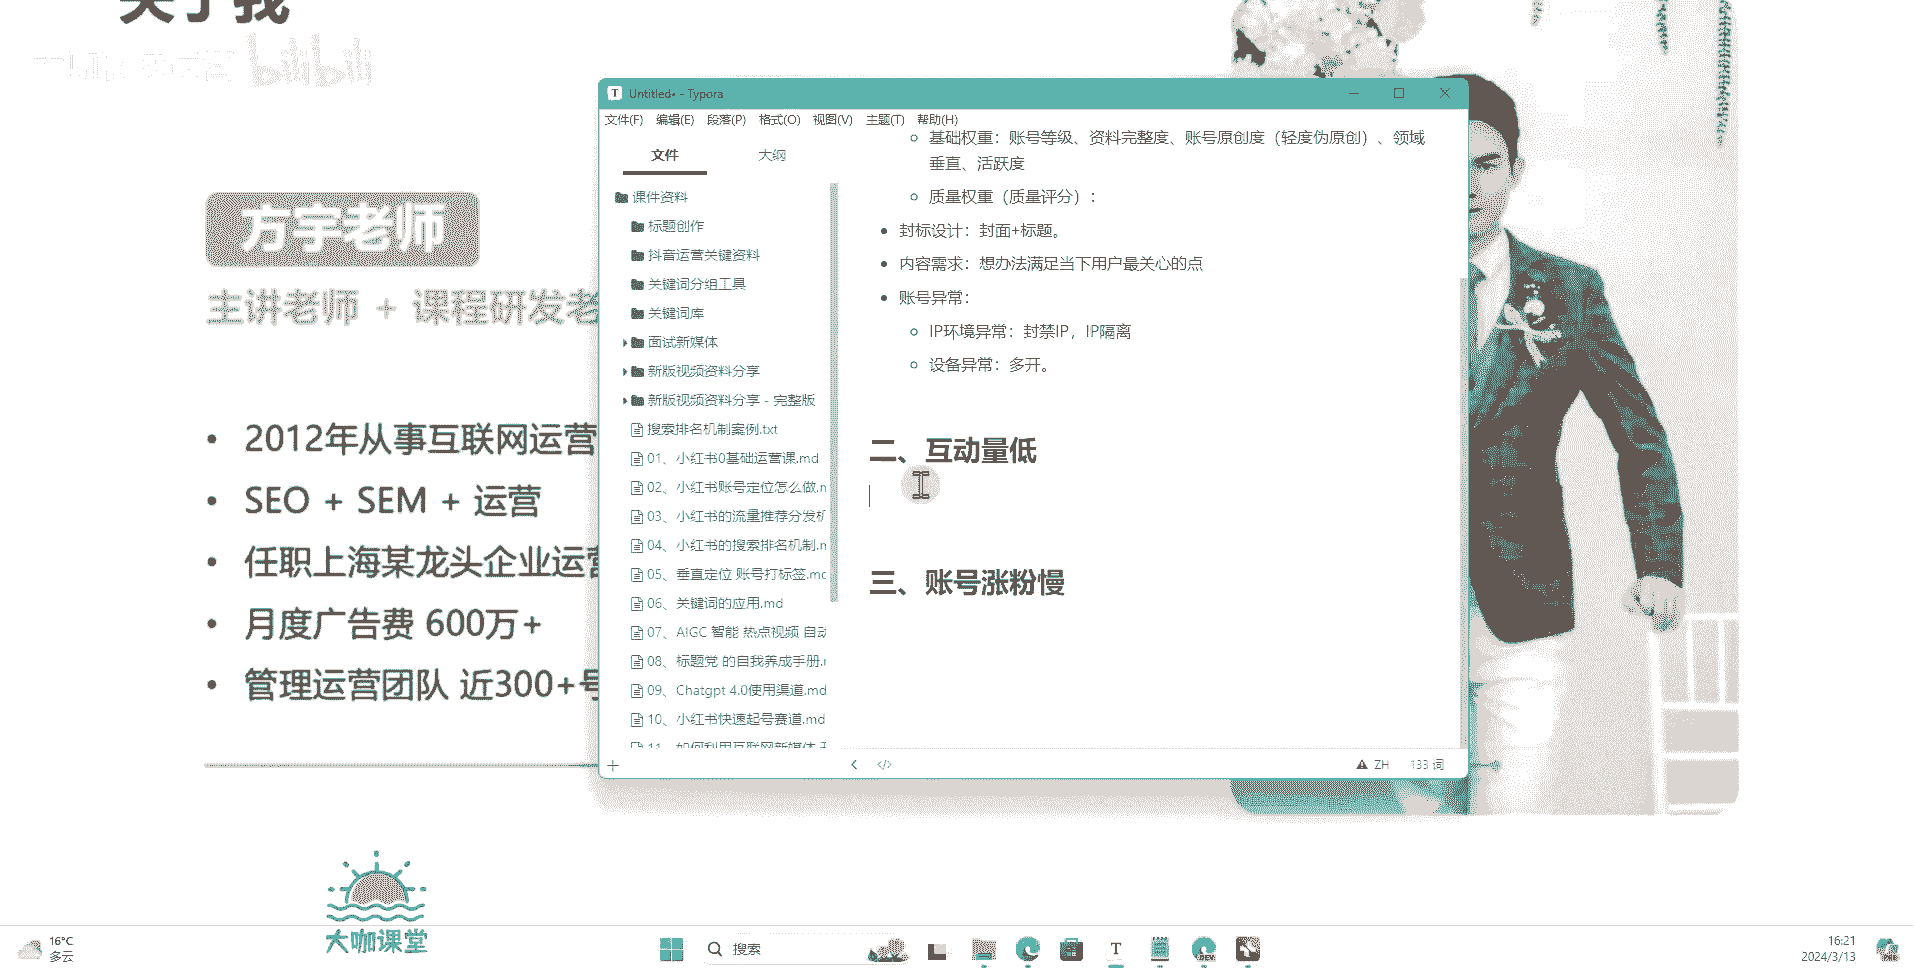 关于我
bilibili
方宇老师
主讲老师 + 课程研发老
2012年从事互联网运营
SEO + SEM + 运营
任职上海某龙头企业运营
月度广告费 600万+
管理运营团队 近300+号
Untitled• - Typora
文件(F) 编辑(E) 段落(P) 格式(O) 视图(V) 主题(T) 帮助(H)
文件 大纲
课件资料
标题创作
抖音运营关键资料
关键词分组工具
关键词库
面试新媒体
新版视频资料分享
新版视频资料分享 - 完整版
搜索排名机制案例.txt
01、小红书0基础运营课.md
02、小红书账号定位怎么做.m
03、小红书的流量推荐分发机
04、小红书的搜索排名机制.m
05、垂直定位 账号打标签.md
06、关键词的应用.md
07、AIGC 智能 热点视频 自动
08、标题党 的自我养成手册.m
09、Chatgpt 4.0使用渠道.md
10、小红书快速起号赛道.md
11、如何利用互联网新媒体
基础权重：账号等级、资料完整度、账号原创度（轻度伪原创）、领域
垂直、活跃度
质量权重（质量评分）：
封标设计：封面+标题。
内容需求：想办法满足当下用户最关心的点
账号异常：
IP环境异常：封禁IP，IP隔离
设备异常：多开。
二、互动量低
三、账号涨粉慢
ZH 133 词
大咖课堂
16°C
多云
搜索
16:21
2024/3/13